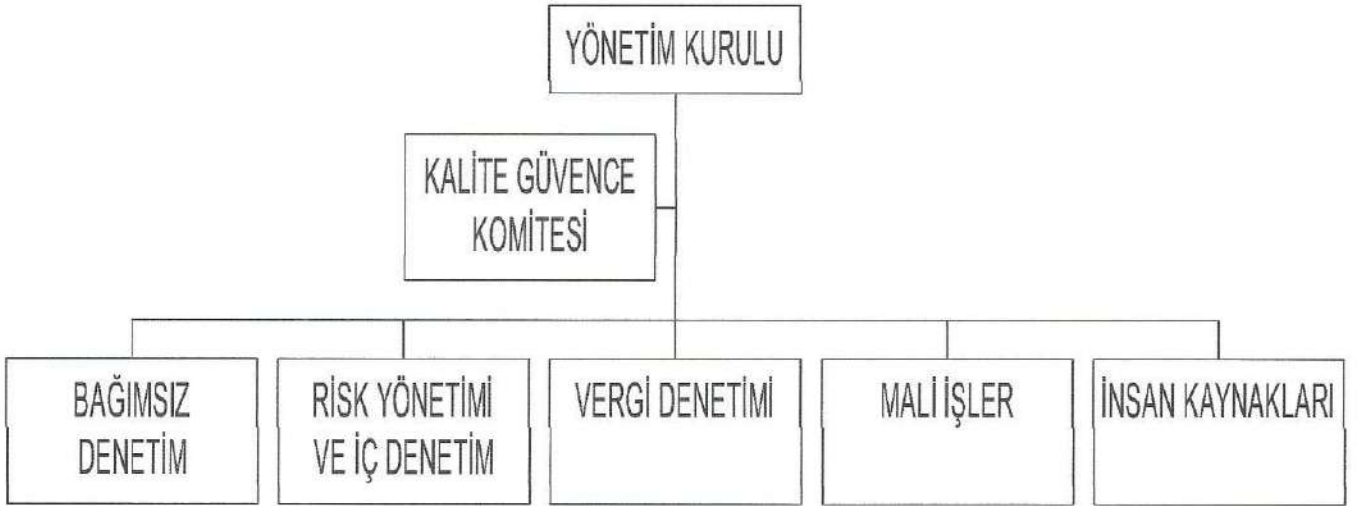 YÖNETİM KURULU
KALİTE GÜVENCE
KOMİTESİ
BAĞIMSIZ
DENETİM
RİSK YÖNETİMİ
VE İÇ DENETİM
VERGİ DENETİMİ
MALİ İŞLER
İNSAN KAYNAKLARI